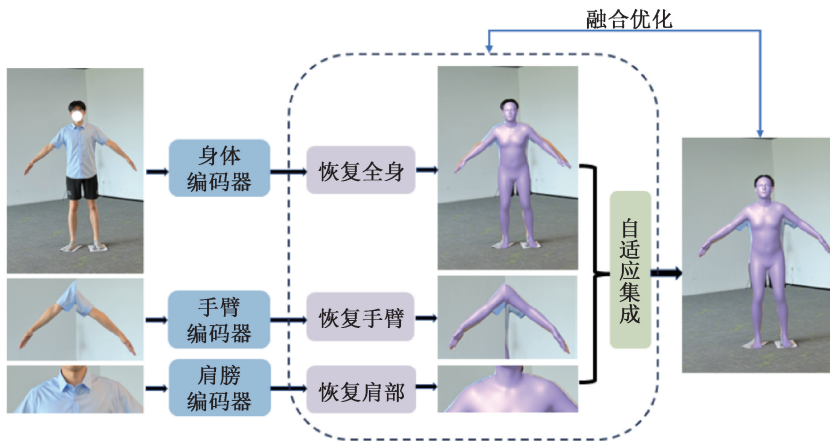 融合优化
身体
编码器
恢复全身
手臂
编码器
恢复手臂
肩膀
编码器
恢复肩部
自适应集成